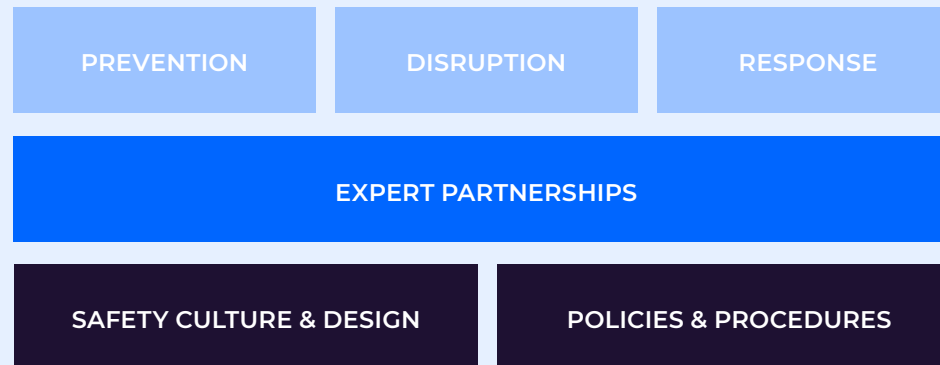 PREVENTION
DISRUPTION
RESPONSE
EXPERT PARTNERSHIPS
SAFETY CULTURE & DESIGN
POLICIES & PROCEDURES